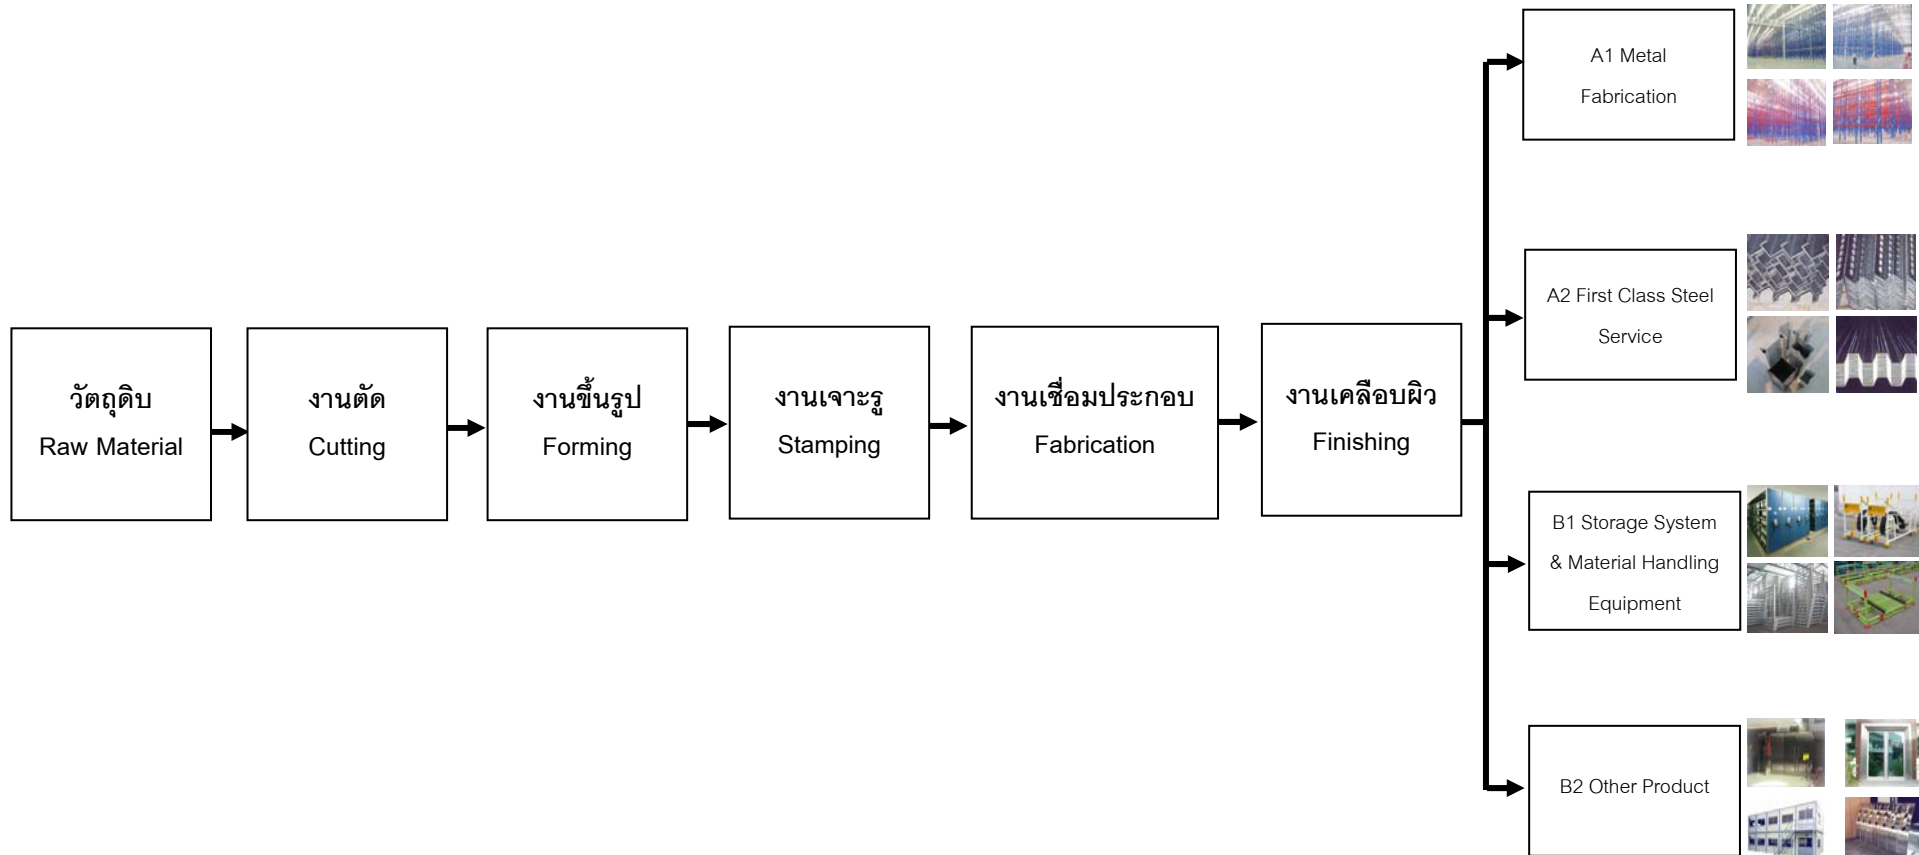 วัตถุดิบ
Raw Material
งานตัด
Cutting
งานขึ้นรูป
Forming
งานเจาะรู
Stamping
งานเชื่อมประกอบ
Fabrication
งานเคลือบผิว
Finishing
A1 Metal
Fabrication
A2 First Class Steel
Service
B1 Storage System
& Material Handling
Equipment
B2 Other Product